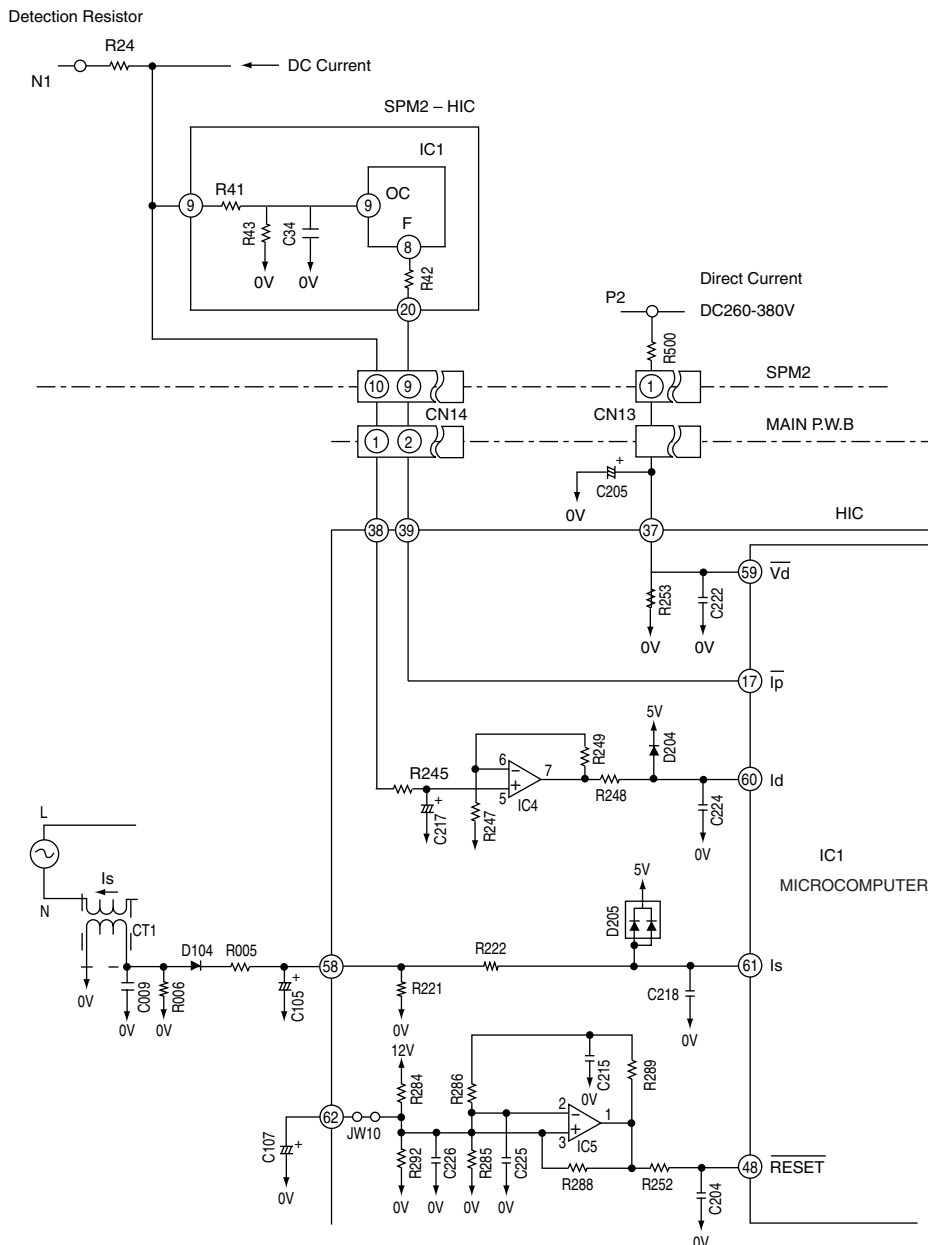 Detection Resistor
R24
N1
DC Current
SPM2 – HIC
IC1
9
R41
9
OC
R43
C34
F
8
0V
0V
R42
20
Direct Current
P2
DC260-380V
R500
10
9
1
SPM2
CN14
CN13
MAIN P.W.B
1
2
+
C205
0V
38
39
37
HIC
59
Vd
R253
C222
0V
0V
17
Ip
5V
R249
D204
R245
6
−
7
5
+
IC4
R248
60
Id
+
C217
R247
C224
0V
L
N
Is
CT1
IC1
MICROCOMPUTER
5V
D205
D104
R005
58
R222
61
Is
0V
C009
R006
+
C105
R221
C218
0V
0V
0V
0V
12V
R284
R286
C215
0V
R289
62
JW10
2
−
1
3
+
IC5
C107
+
R292
C226
R285
C225
R288
R252
48
RESET
C204
0V
0V
0V
0V
0V
0V